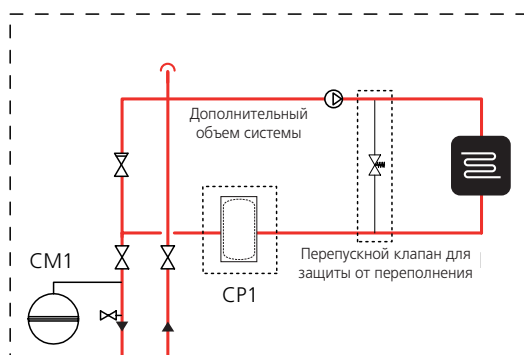 Дополнительный
объем системы
Перепускной клапан для
защиты от переполнения
CM1
CP1